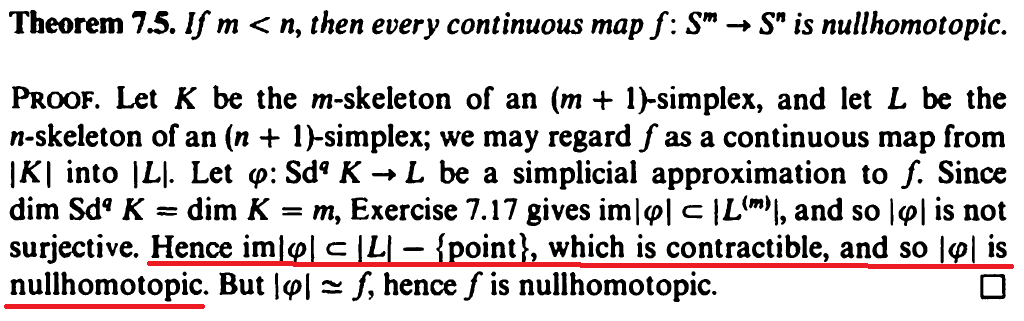 Theorem 7.5. If m < n, then every continuous map f: Sᵐ → Sⁿ is nullhomotopic.
PROOF. Let K be the m-skeleton of an (m + 1)-simplex, and let L be the
n-skeleton of an (n + 1)-simplex; we may regard f as a continuous map from
|K| into |L|. Let φ: Sd^q K → L be a simplicial approximation to f. Since
dim Sd^q K = dim K = m, Exercise 7.17 gives im|φ| ⊂ |L⁽ᵐ⁾|, and so |φ| is not
surjective. Hence im|φ| ⊂ |L| − {point}, which is contractible, and so |φ| is
nullhomotopic. But |φ| ≃ f, hence f is nullhomotopic. □